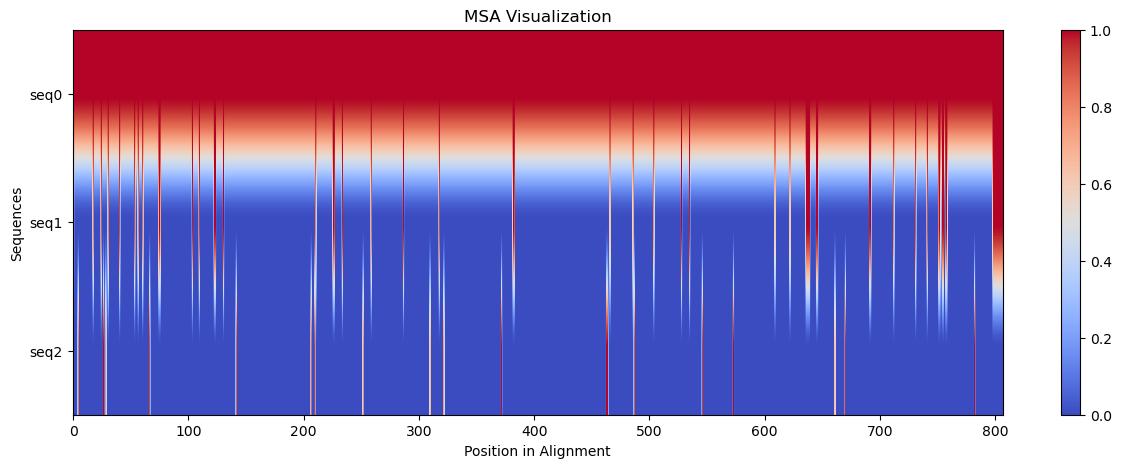 MSA Visualization
Sequences
seq0
seq1
seq2
0 100 200 300 400 500 600 700 800
Position in Alignment
1.0
0.8
0.6
0.4
0.2
0.0